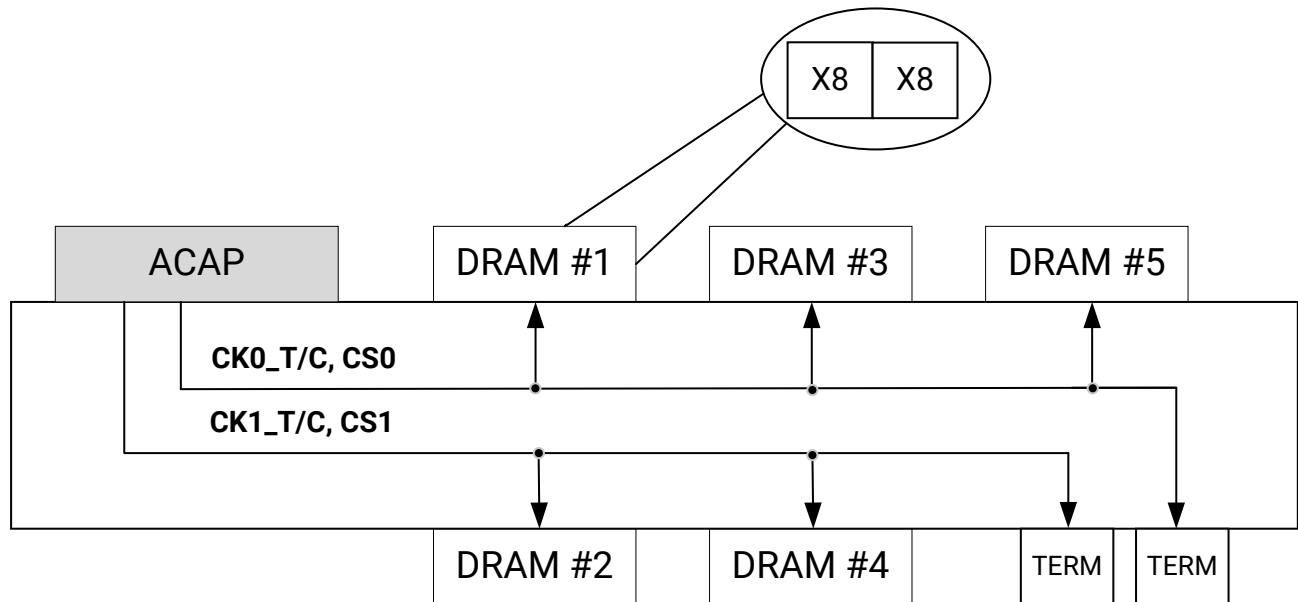 X8 X8
ACAP DRAM #1 DRAM #3 DRAM #5
CK0_T/C, CS0
CK1_T/C, CS1
DRAM #2 DRAM #4 TERM TERM